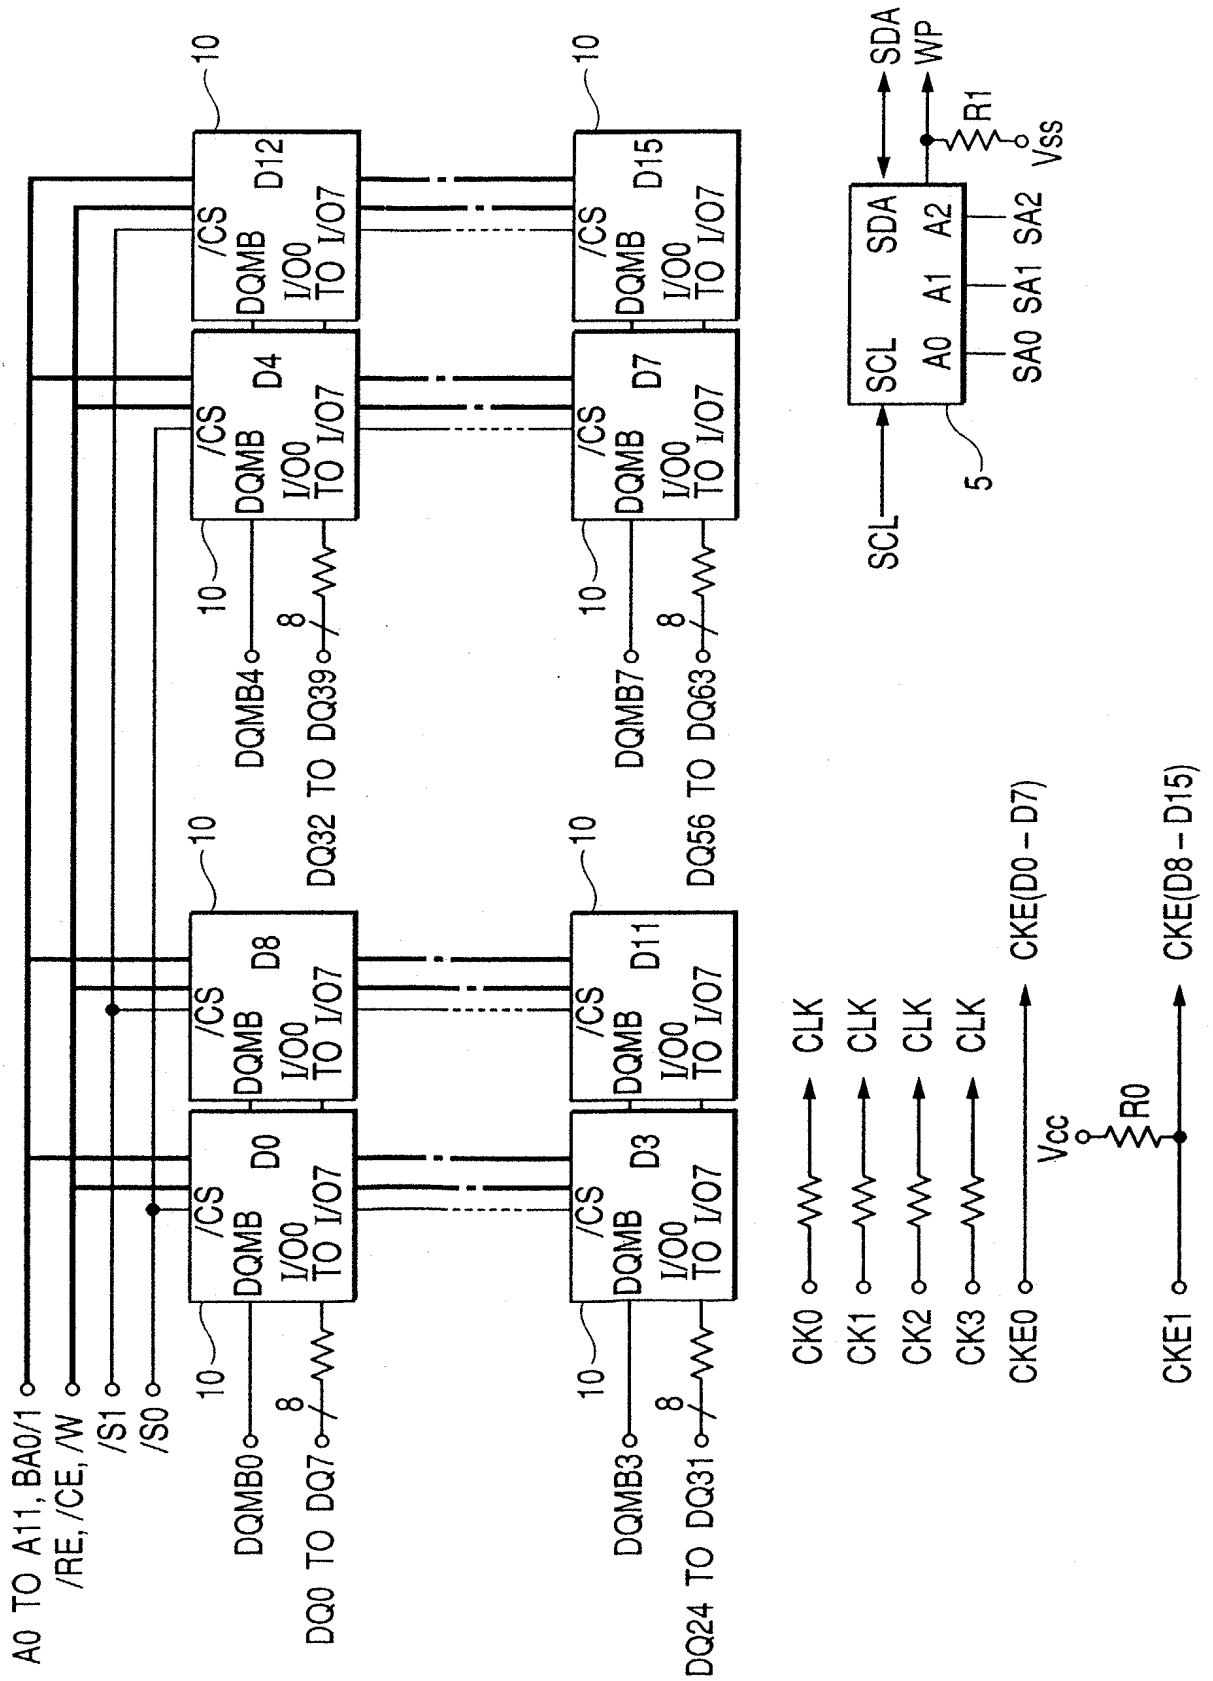 A0 TO A11, BA0/1
/RE, /CE, /W
/S1
/S0
10
10
10
10
/CS
D0
DQMB
I/O0
TO I/O7
/CS
D8
DQMB
I/O0
TO I/O7
/CS
D4
DQMB
I/O0
TO I/O7
/CS
D12
DQMB
I/O0
TO I/O7
DQMB0
8
DQ0 TO DQ7
DQMB4
8
DQ32 TO DQ39
10
10
10
10
/CS
D3
DQMB
I/O0
TO I/O7
/CS
D11
DQMB
I/O0
TO I/O7
/CS
D7
DQMB
I/O0
TO I/O7
/CS
D15
DQMB
I/O0
TO I/O7
DQMB3
8
DQ24 TO DQ31
DQMB7
8
DQ56 TO DQ63
CK0
CLK
CK1
CLK
CK2
CLK
CK3
CLK
CKE0
CKE(D0 – D7)
Vcc
R0
CKE1
CKE(D8 – D15)
SCL
SCL
SDA
SDA
WP
A0
A1
A2
R1
5
SA0
SA1
SA2
Vss